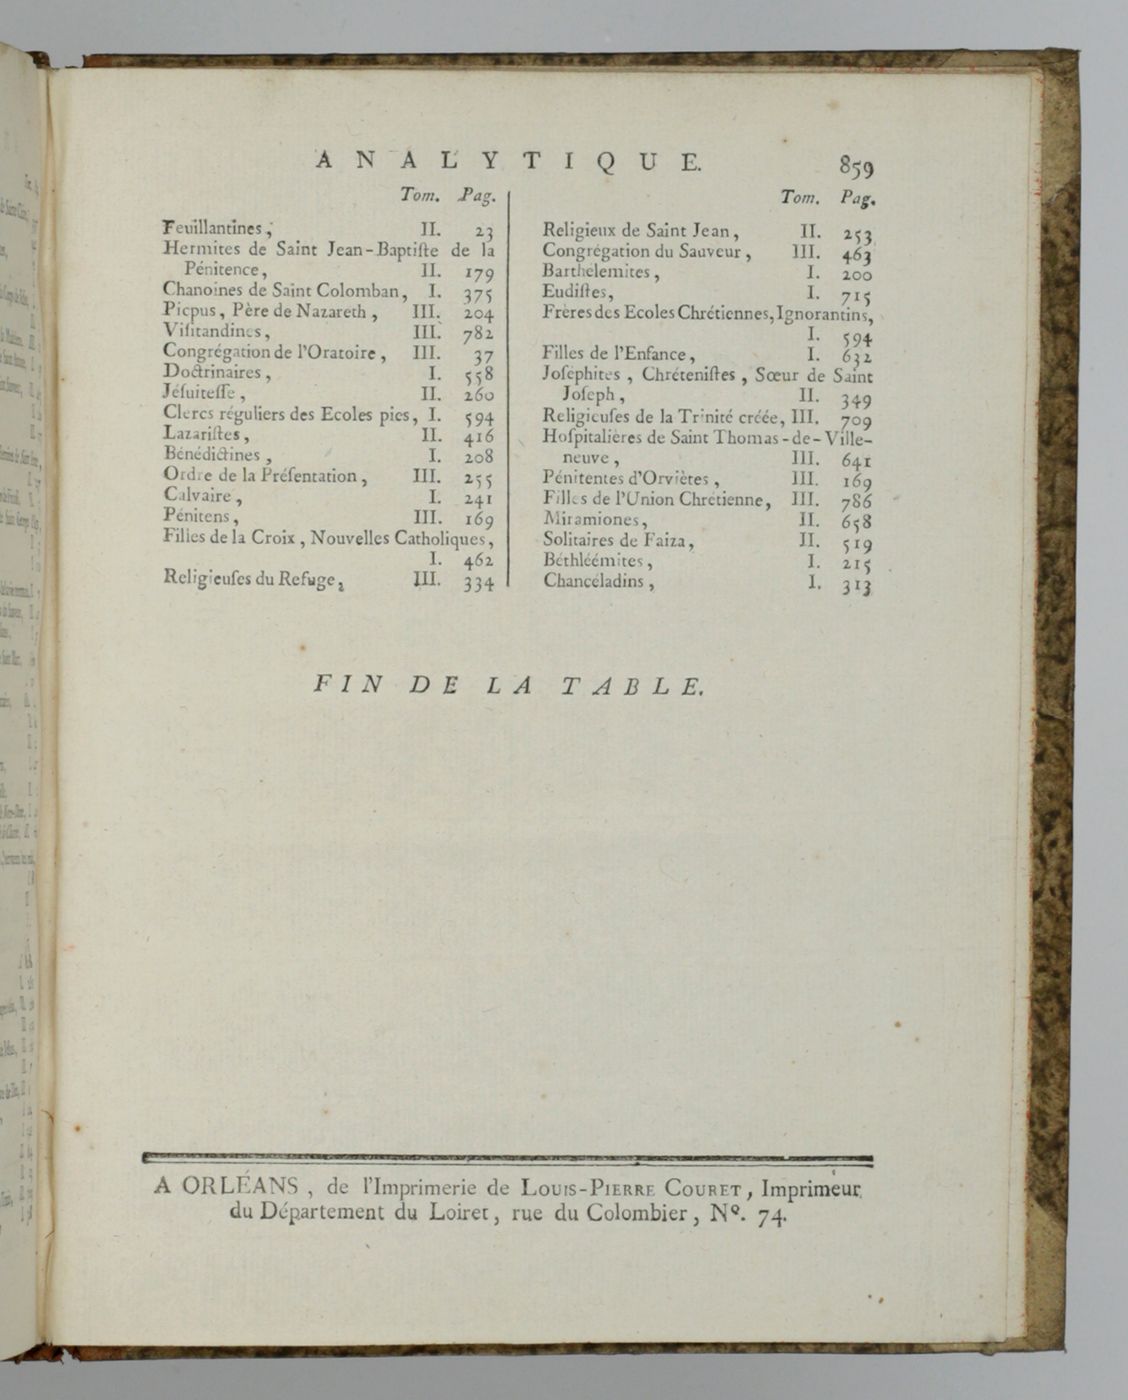 ANALYTIQUE.
859
Tom. Pag.
Feuillantines, II. 23
Hermites de Saint Jean-Baptiſte de la
Pénitence, II. 179
Chanoines de Saint Colomban, I. 375
Picpus, Père de Nazareth, III. 204
Viſitandines, III. 782
Congrégation de l'Oratoire, III. 37
Doctrinaires, I. 558
Jéſuiteſſe, II. 260
Clercs réguliers des Ecoles pies, I. 594
Lazariſtes, II. 416
Bénédictines, I. 208
Ordre de la Préſentation, III. 255
Calvaire, I. 241
Pénitens, III. 169
Filles de la Croix, Nouvelles Catholiques,
I. 462
Religieuſes du Refuge, III. 334
Tom. Pag.
Religieux de Saint Jean, II. 253
Congrégation du Sauveur, III. 463
Barthelemites, I. 200
Eudiſtes, I. 715
Frères des Ecoles Chrétiennes, Ignorantins,
I. 594
Filles de l'Enfance, I. 632
Joſephites, Chréteniſtes, Sœur de Saint
Joſeph, II. 349
Religieuſes de la Trinité créée, III. 709
Hoſpitalières de Saint Thomas-de-Ville-
neuve, III. 641
Pénitentes d'Orviètes, III. 169
Filles de l'Union Chrétienne, III. 786
Miramiones, II. 658
Solitaires de Faiza, II. 519
Béthléémites, I. 215
Chancéladins, I. 313
FIN DE LA TABLE.
A ORLÉANS, de l'Imprimerie de LOUIS-PIERRE COURET, Imprimeur
du Département du Loiret, rue du Colombier, Nº. 74.